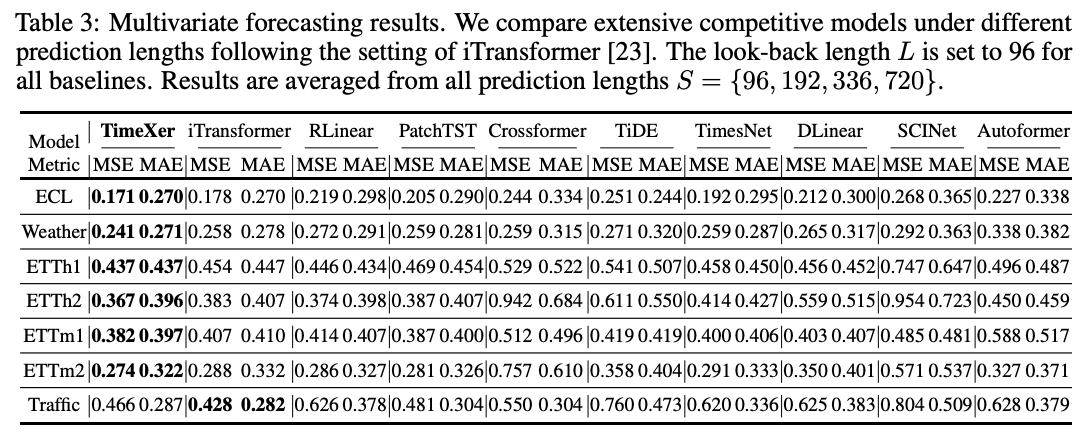 Table 3: Multivariate forecasting results. We compare extensive competitive models under different
prediction lengths following the setting of iTransformer [23]. The look-back length L is set to 96 for
all baselines. Results are averaged from all prediction lengths S = {96, 192, 336, 720}.
Model | TimeXer iTransformer RLinear PatchTST Crossformer TiDE TimesNet DLinear SCINet Autoformer
Metric |MSE MAE|MSE MAE|MSE MAE|MSE MAE|MSE MAE|MSE MAE|MSE MAE|MSE MAE|MSE MAE|MSE MAE
ECL |0.171 0.270|0.178 0.270|0.219 0.298|0.205 0.290|0.244 0.334|0.251 0.244|0.192 0.295|0.212 0.300|0.268 0.365|0.227 0.338
Weather|0.241 0.271|0.258 0.278|0.272 0.291|0.259 0.281|0.259 0.315|0.271 0.320|0.259 0.287|0.265 0.317|0.292 0.363|0.338 0.382
ETTh1 |0.437 0.437|0.454 0.447|0.446 0.434|0.469 0.454|0.529 0.522|0.541 0.507|0.458 0.450|0.456 0.452|0.747 0.647|0.496 0.487
ETTh2 |0.367 0.396|0.383 0.407|0.374 0.398|0.387 0.407|0.942 0.684|0.611 0.550|0.414 0.427|0.559 0.515|0.954 0.723|0.450 0.459
ETTm1 |0.382 0.397|0.407 0.410|0.414 0.407|0.387 0.400|0.512 0.496|0.419 0.419|0.400 0.406|0.403 0.407|0.485 0.481|0.588 0.517
ETTm2 |0.274 0.322|0.288 0.332|0.286 0.327|0.281 0.326|0.757 0.610|0.358 0.404|0.291 0.333|0.350 0.401|0.571 0.537|0.327 0.371
Traffic |0.466 0.287|0.428 0.282|0.626 0.378|0.481 0.304|0.550 0.304|0.760 0.473|0.620 0.336|0.625 0.383|0.804 0.509|0.628 0.379